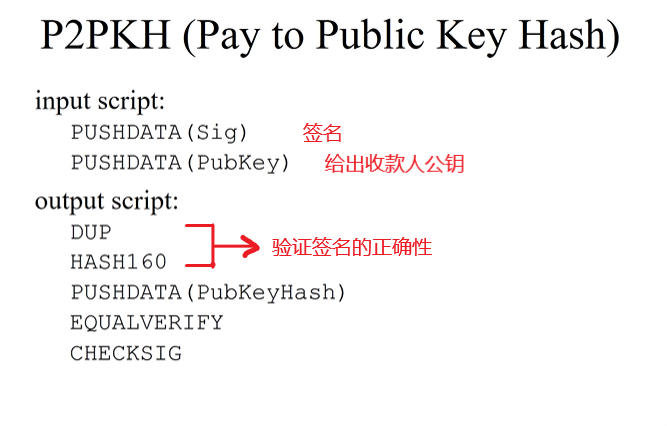 P2PKH (Pay to Public Key Hash)
input script:
PUSHDATA(Sig) 签名
PUSHDATA(PubKey) 给出收款人公钥
output script:
DUP
验证签名的正确性
HASH160
PUSHDATA(PubKeyHash)
EQUALVERIFY
CHECKSIG